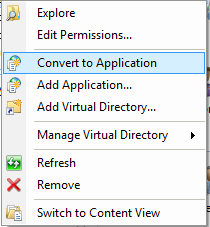 Explore
Edit Permissions...
Convert to Application
Add Application...
Add Virtual Directory...
Manage Virtual Directory
Refresh
Remove
Switch to Content View